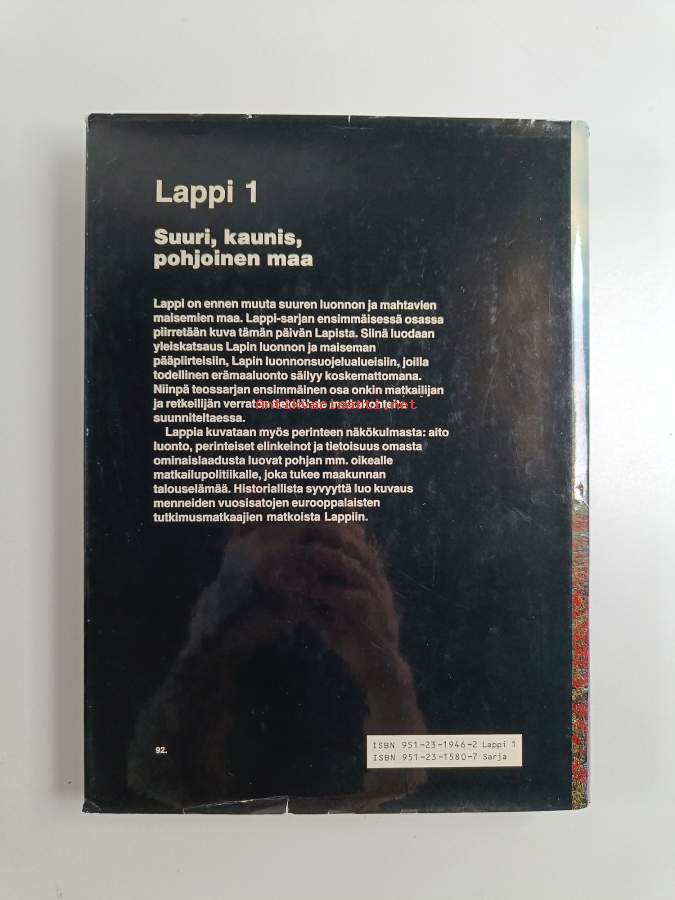 Lappi 1
Suuri, kaunis,
pohjoinen maa
Lappi on ennen muuta suuren luonnon ja mahtavien
maisemien maa. Lappi-sarjan ensimmäisessä osassa
piirretään kuva tämän päivän Lapista. Siinä luodaan
yleiskatsaus Lapin luonnon ja maiseman
pääpiirteisiin, Lapin luonnonsuojelualueisiin, joilla
todellinen erämaaluonto säilyy koskemattomana.
Niinpä teossarjan ensimmäinen osa onkin matkailijan
ja retkeilijän verraton tietolähde matkakohteita
Antikvariaatti.net
suunniteltaessa.
Lappia kuvataan myös perinteen näkökulmasta: aito
luonto, perinteiset elinkeinot ja tietoisuus omasta
ominaislaadusta luovat pohjan mm. oikealle
matkailupolitiikalle, joka tukee maakunnan
talouselämää. Historiallista syvyyttä luo kuvaus
menneiden vuosisatojen eurooppalaisten
tutkimusmatkaajien matkoista Lappiin.
92.
ISBN 951-23-1946-2 Lappi 1
ISBN 951-23-1580-7 Sarja